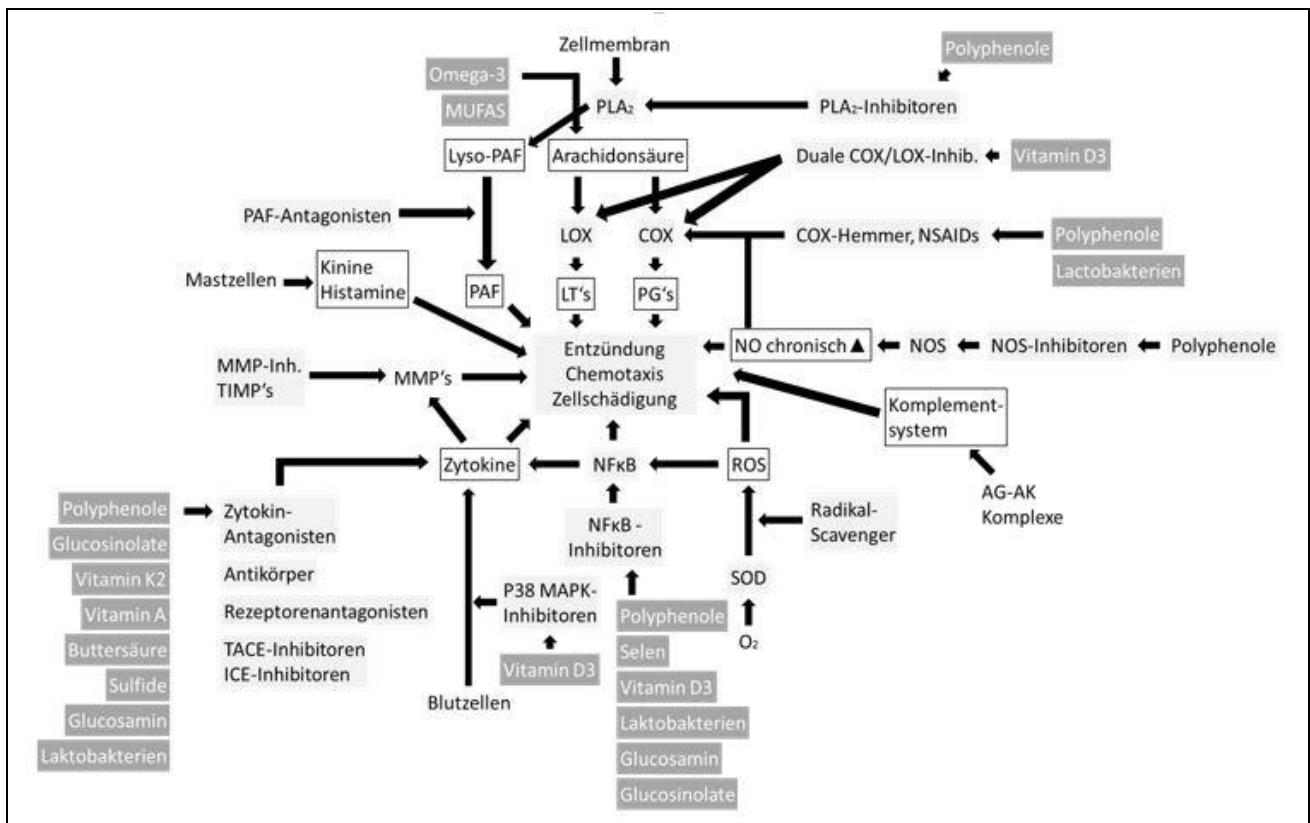 Zellmembran
Polyphenole
Omega-3
MUFAS
PLA₂
PLA₂-Inhibitoren
Lyso-PAF
Arachidonsäure
Duale COX/LOX-Inhib.
Vitamin D3
PAF-Antagonisten
LOX
COX
COX-Hemmer, NSAIDs
Polyphenole
Lactobakterien
Mastzellen
Kinine
Histamine
PAF
LT's
PG's
Entzündung
Chemotaxis
Zellschädigung
NO chronisch ▲
NOS
NOS-Inhibitoren
Polyphenole
MMP-Inh.
TIMP's
MMP's
Komplement-
system
Zytokine
NFκB
ROS
AG-AK
Komplexe
Polyphenole
Glucosinolate
Vitamin K2
Vitamin A
Buttersäure
Sulfide
Glucosamin
Laktobakterien
Zytokin-
Antagonisten
Antikörper
Rezeptorenantagonisten
TACE-Inhibitoren
ICE-Inhibitoren
NFκB -
Inhibitoren
Radikal-
Scavenger
SOD
O₂
P38 MAPK-
Inhibitoren
Vitamin D3
Blutzellen
Polyphenole
Selen
Vitamin D3
Laktobakterien
Glucosamin
Glucosinolate